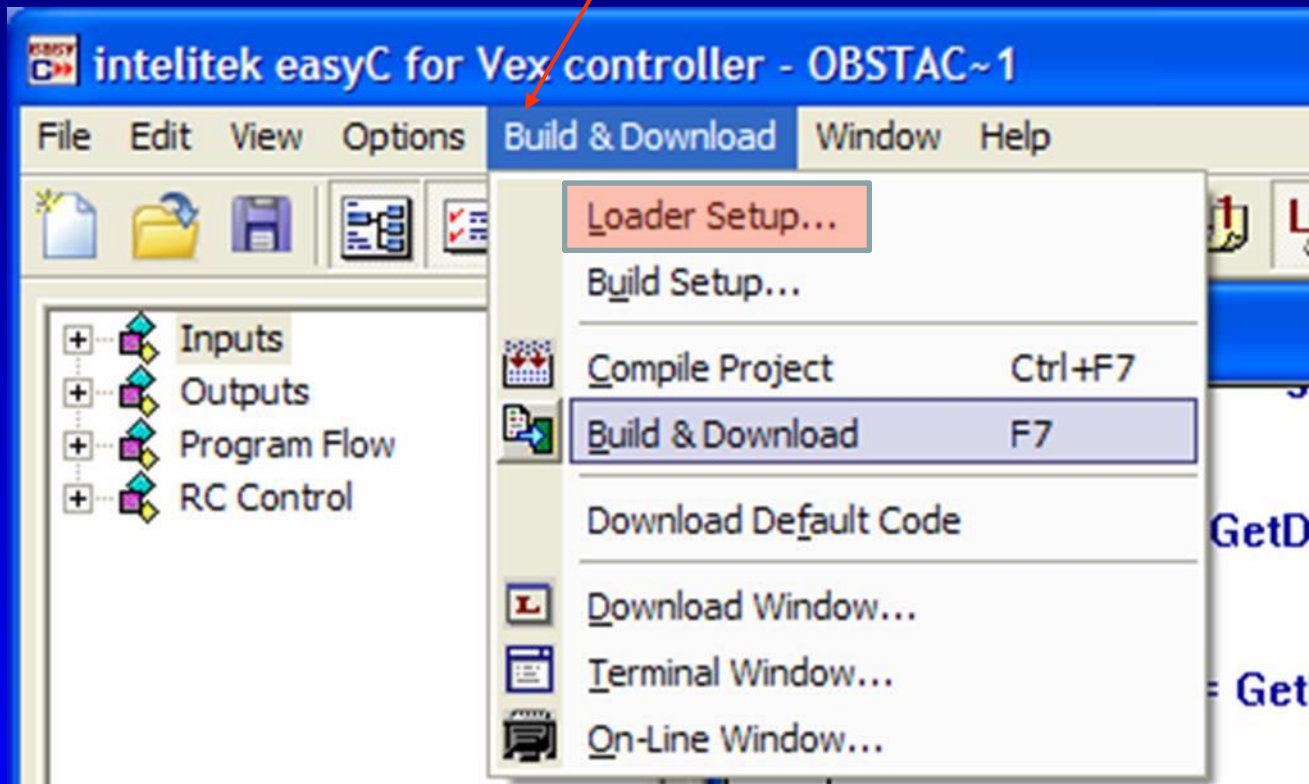 intelitek easyC for Vex controller - OBSTAC~1
File Edit View Options Build & Download Window Help
Loader Setup...
Build Setup...
Compile Project Ctrl+F7
Build & Download F7
Download Default Code
Download Window...
Terminal Window...
On-Line Window...
Inputs
Outputs
Program Flow
RC Control
GetD
= Get